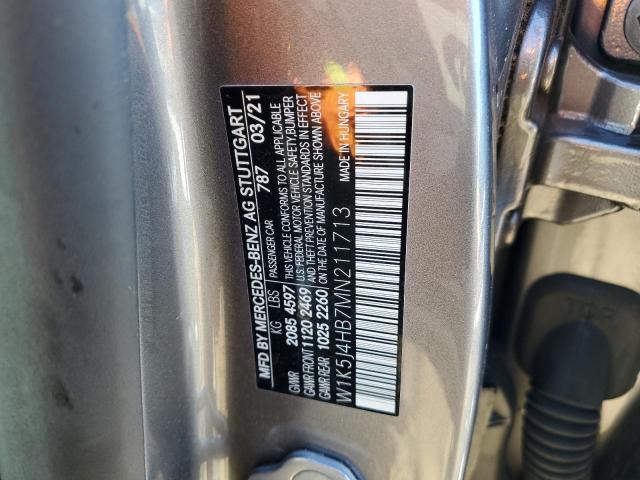 MFD BY MERCEDES-BENZ AG STUTTGART
787 03/21
KG LBS PASSENGER CAR
GVWR 2085 4597 THIS VEHICLE CONFORMS TO ALL APPLICABLE
GAWR FRONT 1120 2469 U.S. FEDERAL MOTOR VEHICLE SAFETY,BUMPER
GAWR REAR 1025 2260 AND THEFT PREVENTION STANDARDS IN EFFECT
ON THE DATE OF MANUFACTURE SHOWN ABOVE
MADE IN HUNGARY
W1K5J4HB7MN211713
TOP